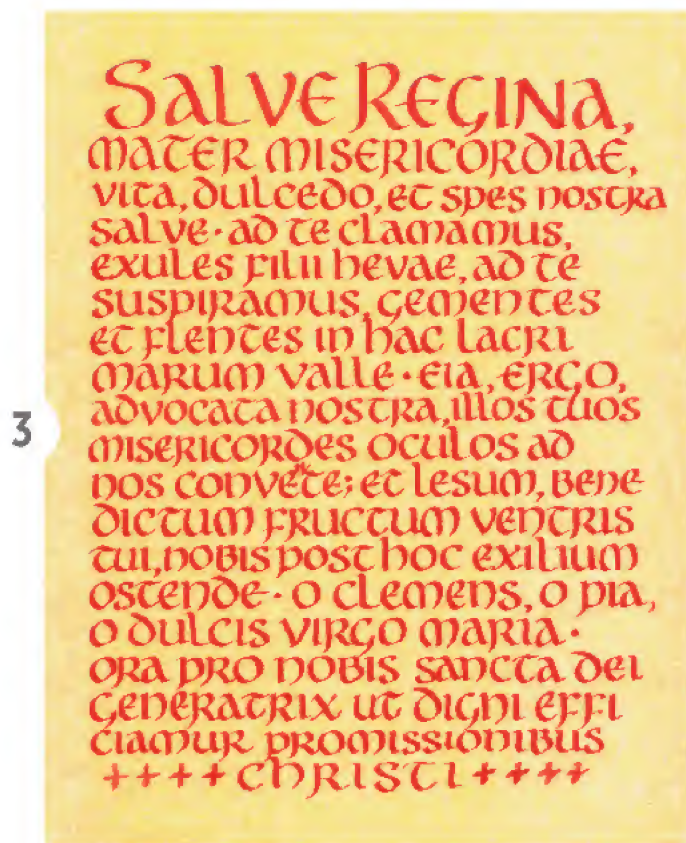 3
SALVE REGINA,
MATER MISERICORDIAE,
vita, dulcedo, et spes nostra
salve · ad te clamamus,
exules filii hevae, ad te
suspiramus, gementes
et flentes in hac lacri
marum valle · eia, ergo,
advocata nostra, illos tuos
misericordes oculos ad
nos converte; et Iesum, bene
dictum fructum ventris
tui, nobis post hoc exilium
ostende · o clemens, o pia,
o dulcis virgo maria ·
ora pro nobis sancta dei
generatrix ut digni effi
ciamur promissionibus
++++ christi ++++